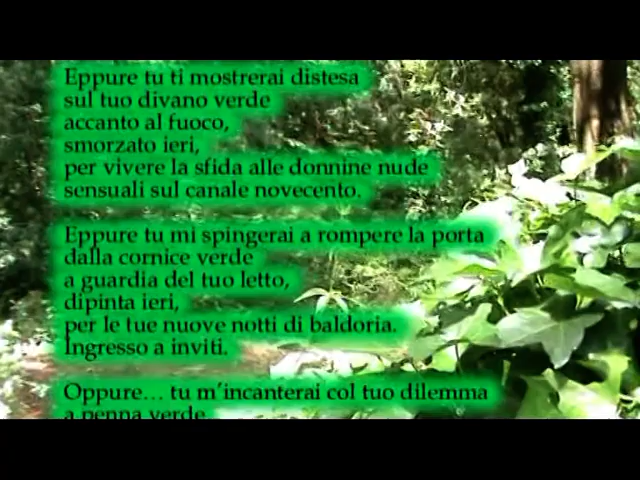 Eppure tu ti mostrerai distesa
sul tuo divano verde
accanto al fuoco,
smorzato ieri,
per vivere la sfida alle donnine nude
sensuali sul canale novecento.
Eppure tu mi spingerai a rompere la porta
dalla cornice verde
a guardia del tuo letto,
dipinta ieri,
per le tue nuove notti di baldoria.
Ingresso a inviti.
Oppure... tu m'incanterai col tuo dilemma
a penna verde